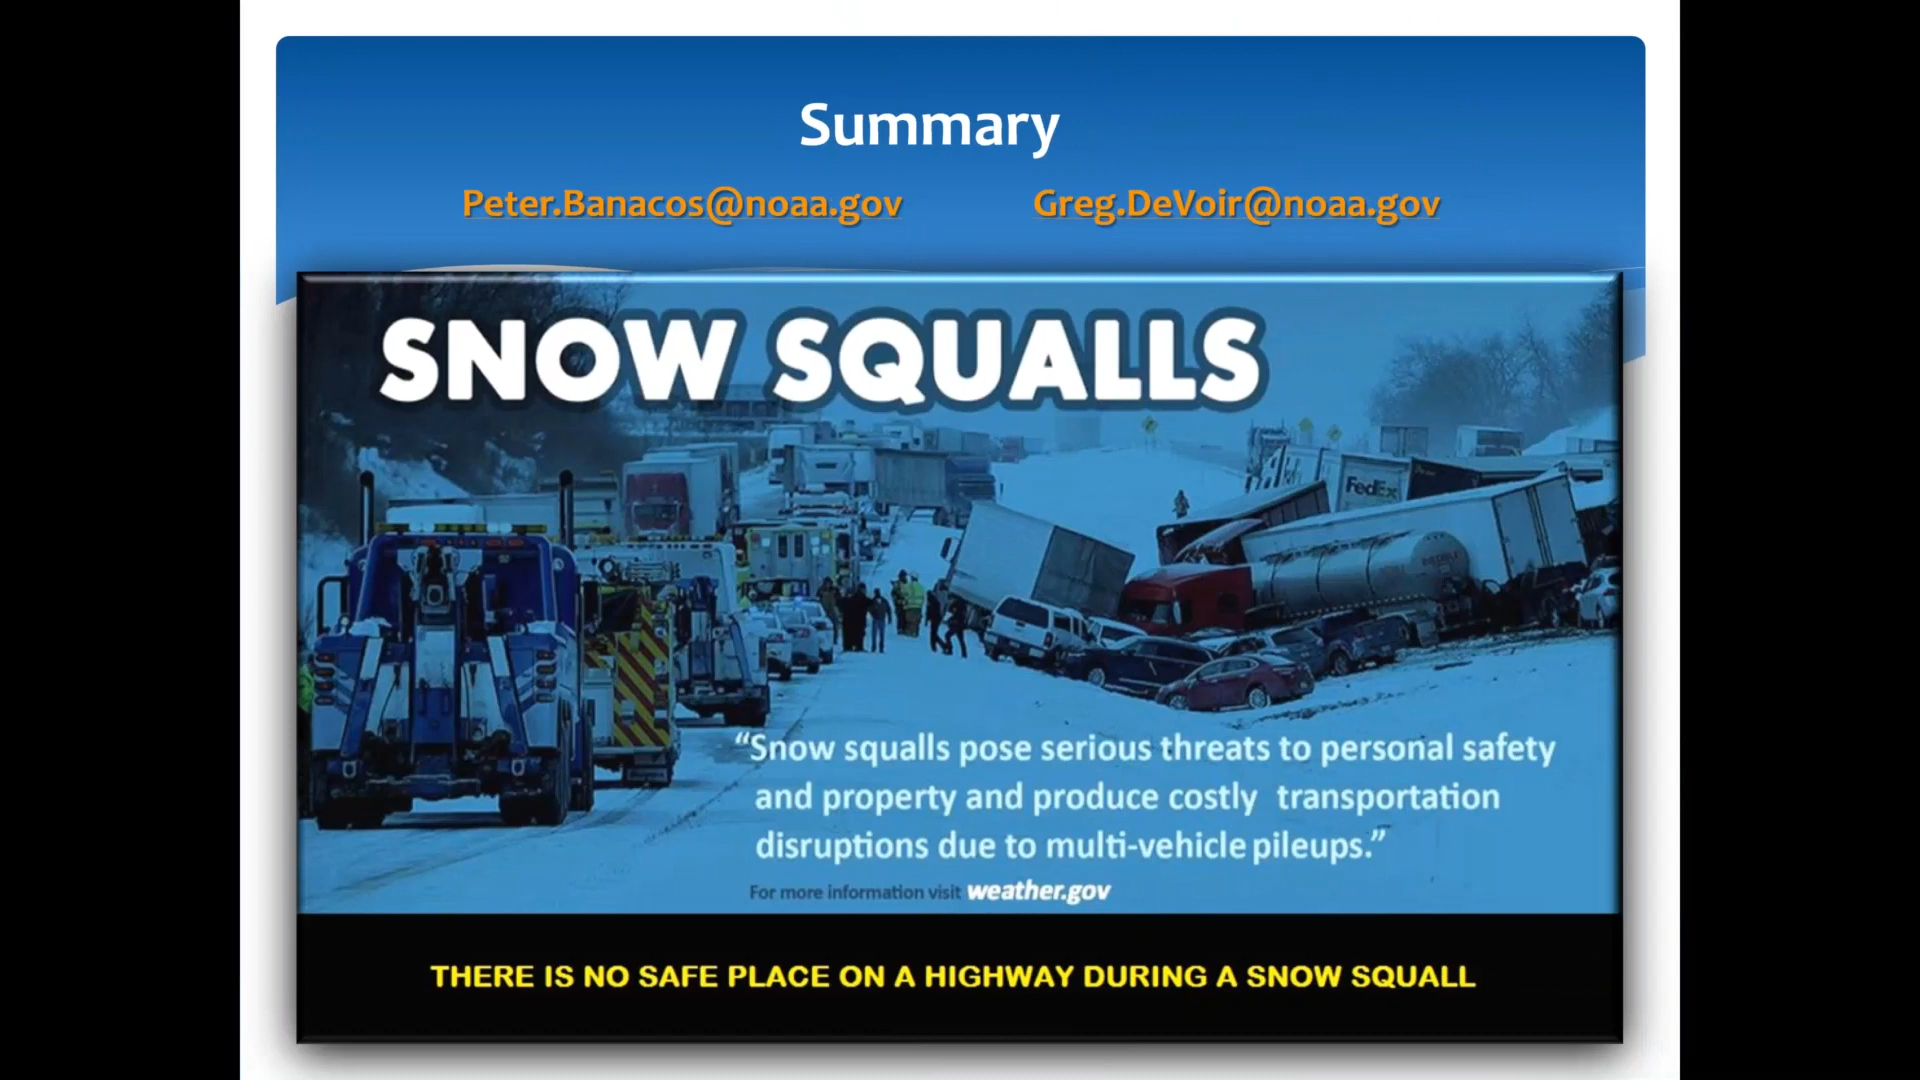 Summary
Peter.Banacos@noaa.gov Greg.DeVoir@noaa.gov
SNOW SQUALLS
FedEx
“Snow squalls pose serious threats to personal safety
and property and produce costly transportation
disruptions due to multi-vehicle pileups.”
For more information visit weather.gov
THERE IS NO SAFE PLACE ON A HIGHWAY DURING A SNOW SQUALL